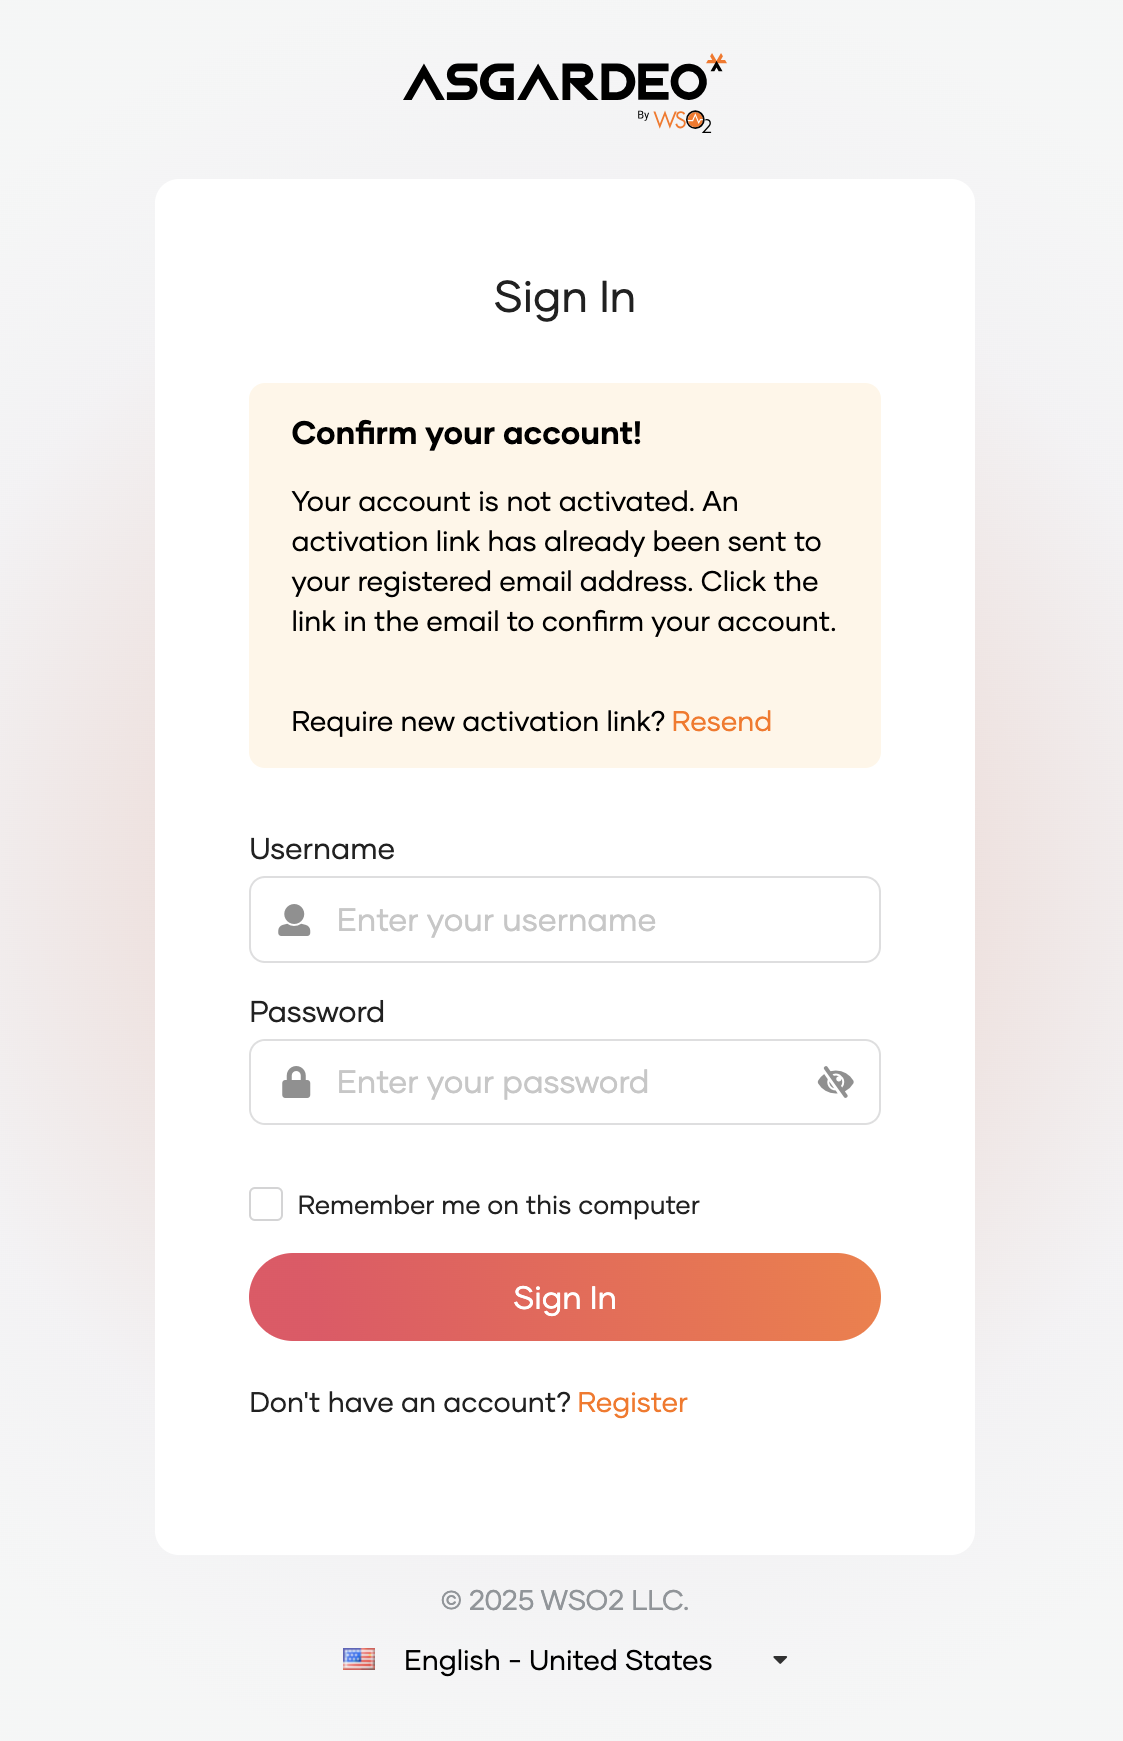 ASGARDEO
By WSO2
Sign In
Confirm your account!
Your account is not activated. An
activation link has already been sent to
your registered email address. Click the
link in the email to confirm your account.
Require new activation link? Resend
Username
Enter your username
Password
Enter your password
Remember me on this computer
Sign In
Don't have an account? Register
© 2025 WSO2 LLC.
English - United States